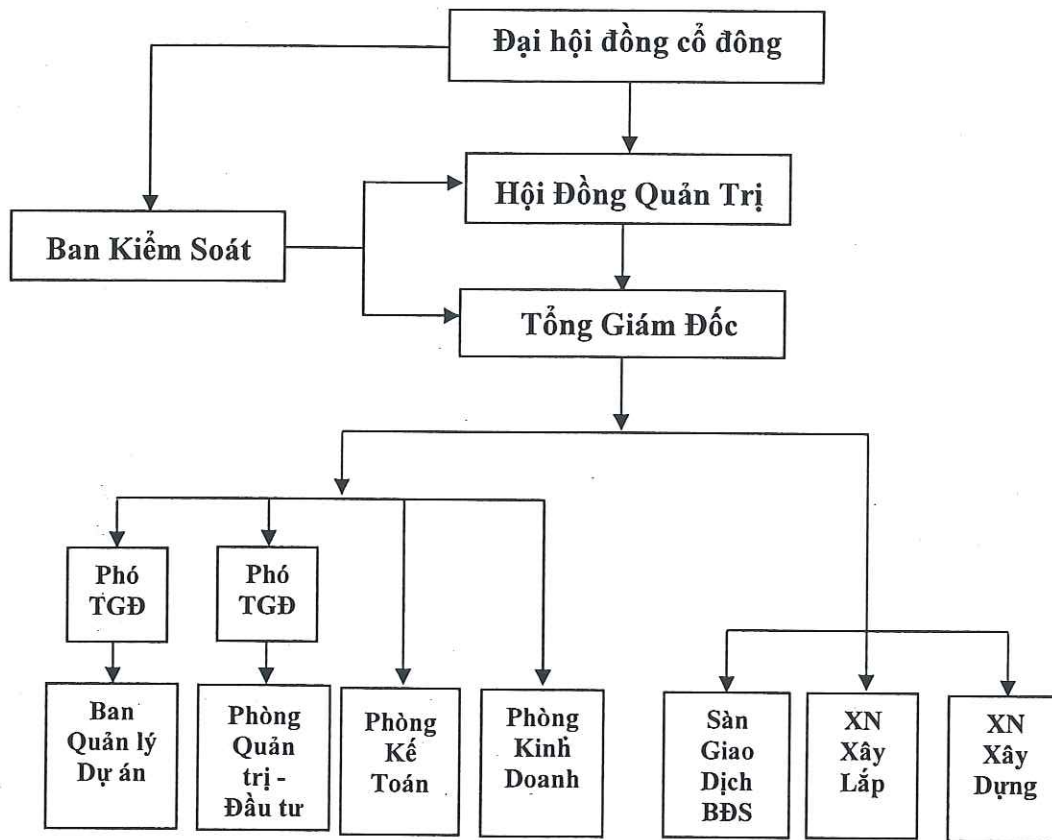 Đại hội đồng cổ đông
Hội Đồng Quản Trị
Ban Kiểm Soát
Tổng Giám Đốc
Phó
TGĐ
Phó
TGĐ
Ban
Quản lý
Dự án
Phòng
Quản
trị -
Đầu tư
Phòng
Kế
Toán
Phòng
Kinh
Doanh
Sàn
Giao
Dịch
BĐS
XN
Xây
Lắp
XN
Xây
Dựng